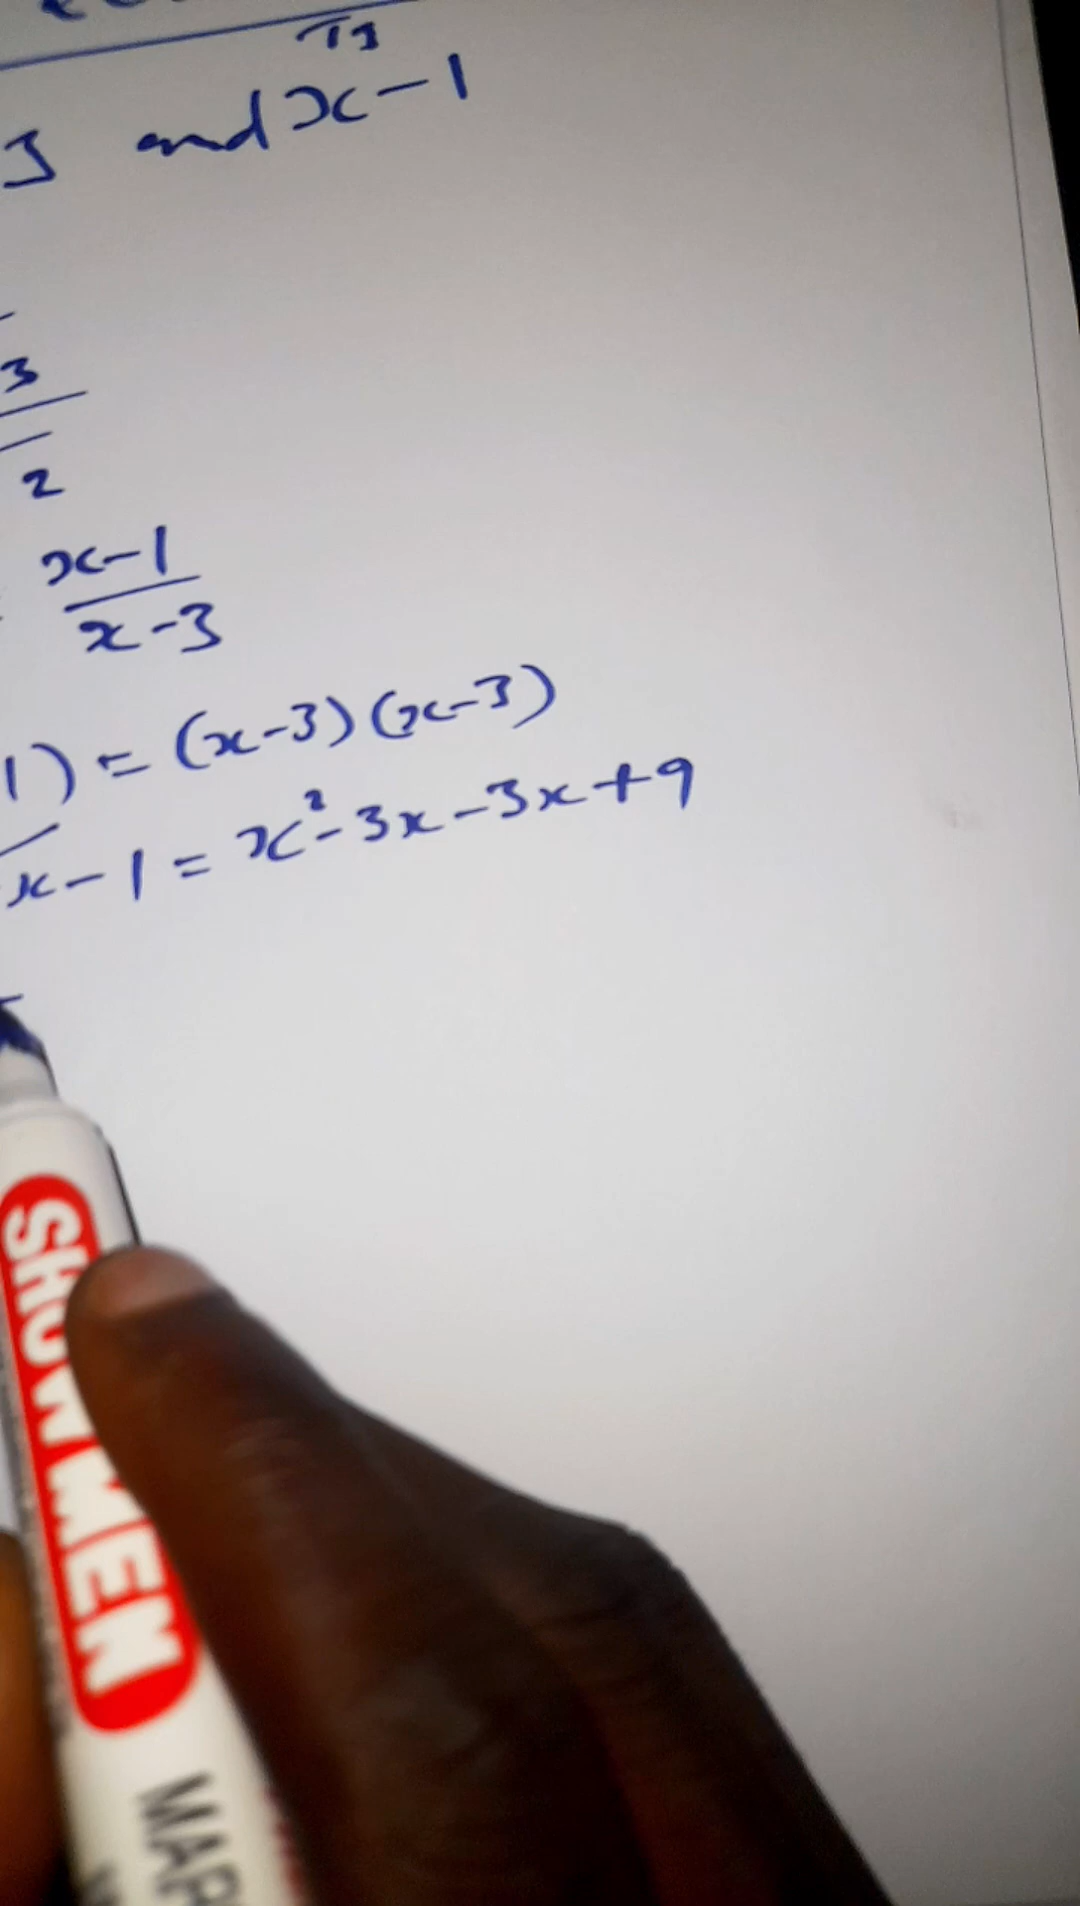 T3
3 and x-1
3
2
x-1
x-3
1) = (x-3)(x-3)
x-1 = x²-3x-3x+9
SHOWMEN
MAR